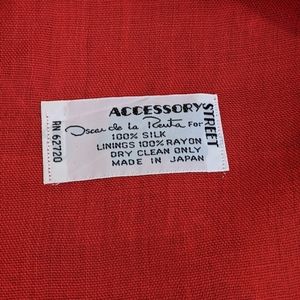 ACCESSORY
STREET
Oscar de la Renta For
100% SILK
LININGS 100% RAYON
DRY CLEAN ONLY
MADE IN JAPAN
RN 62720